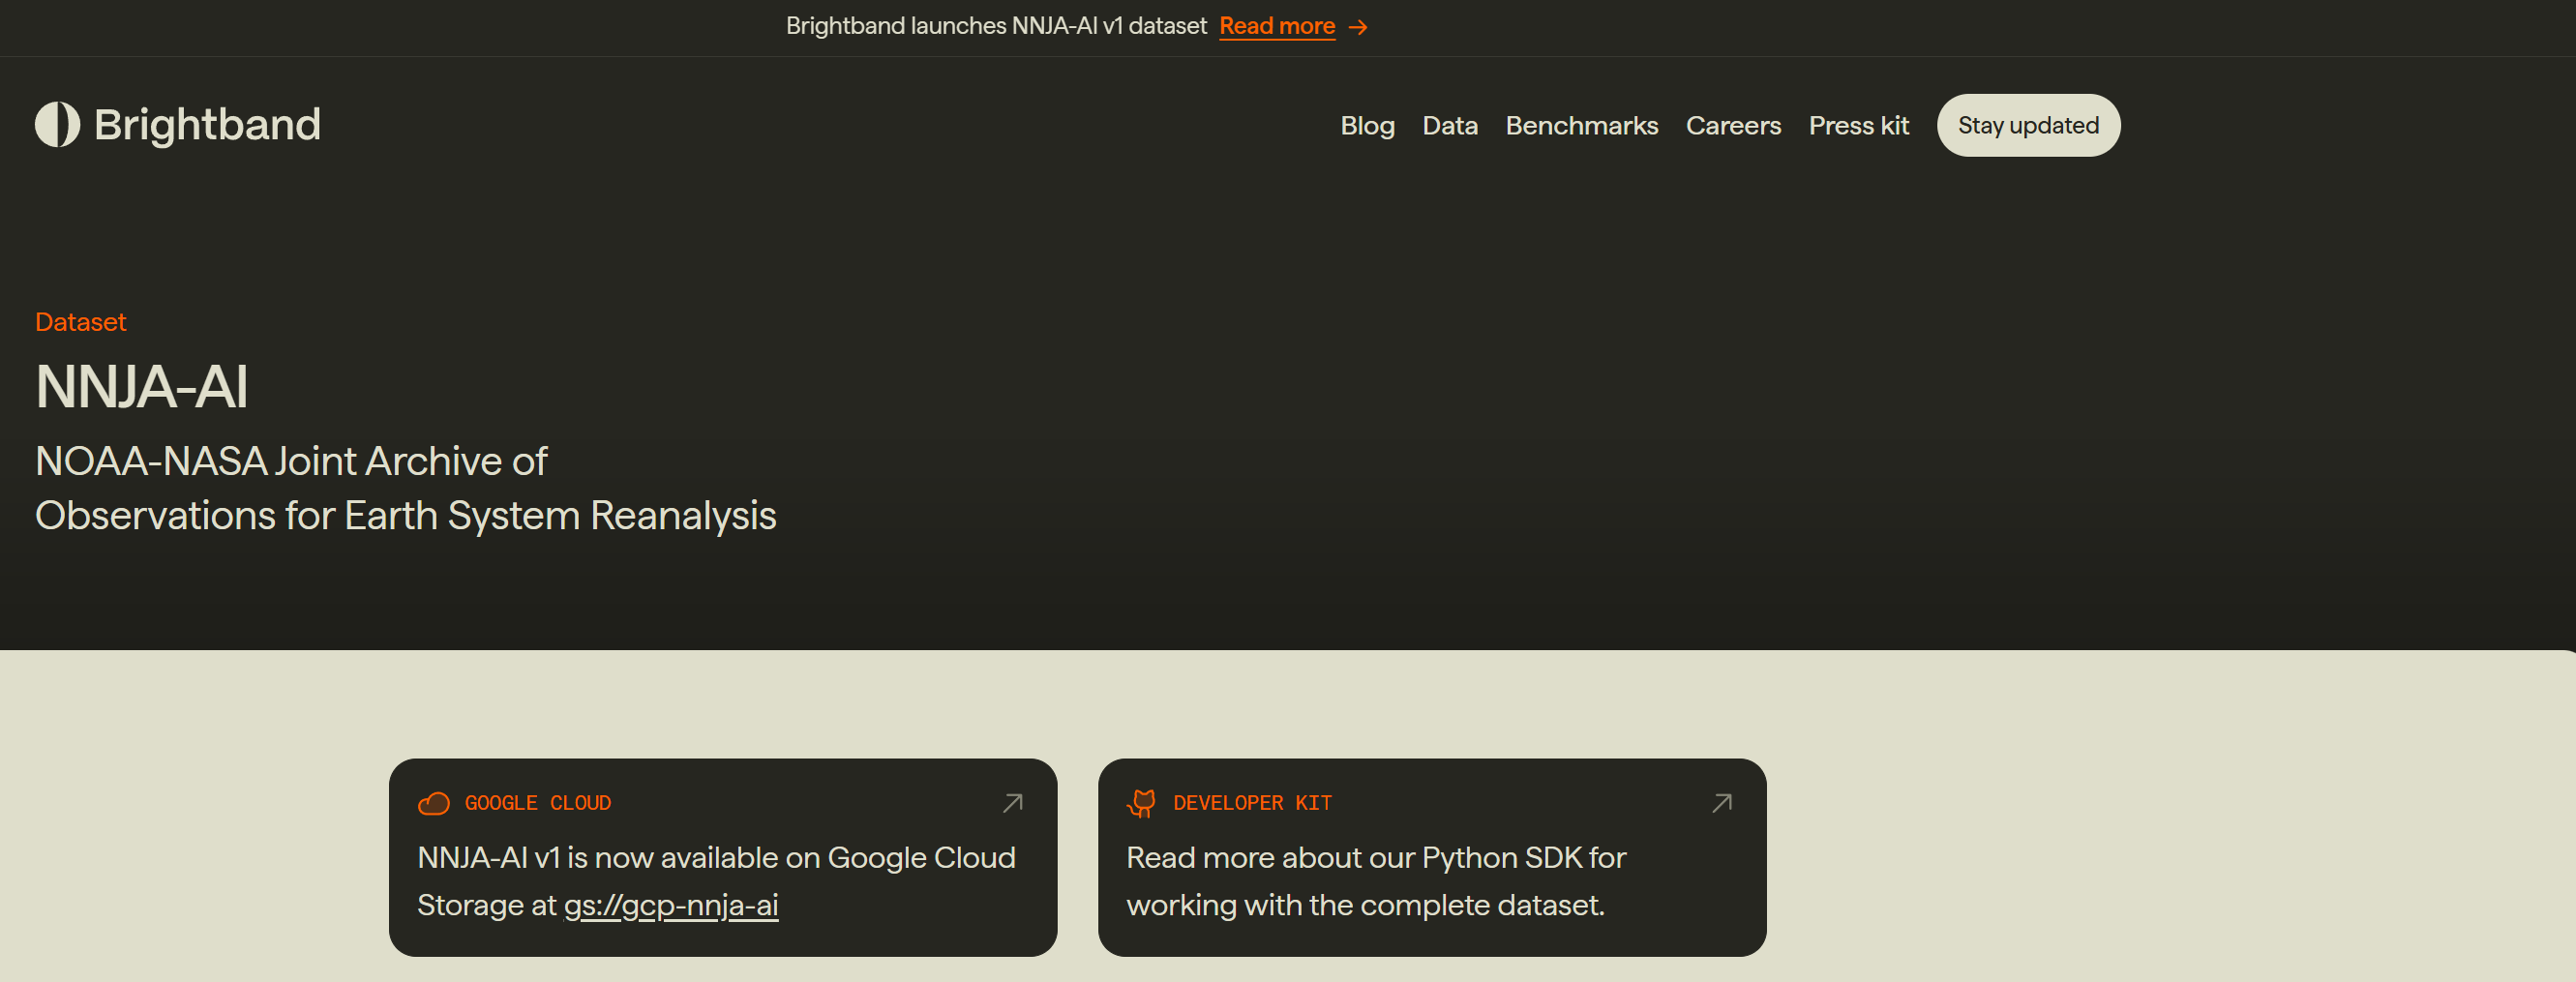 Brightband launches NNJA-AI v1 dataset Read more →
Brightband
Blog Data Benchmarks Careers Press kit Stay updated
Dataset
NNJA-AI
NOAA-NASA Joint Archive of
Observations for Earth System Reanalysis
GOOGLE CLOUD
NNJA-AI v1 is now available on Google Cloud
Storage at gs://gcp-nnja-ai
DEVELOPER KIT
Read more about our Python SDK for
working with the complete dataset.